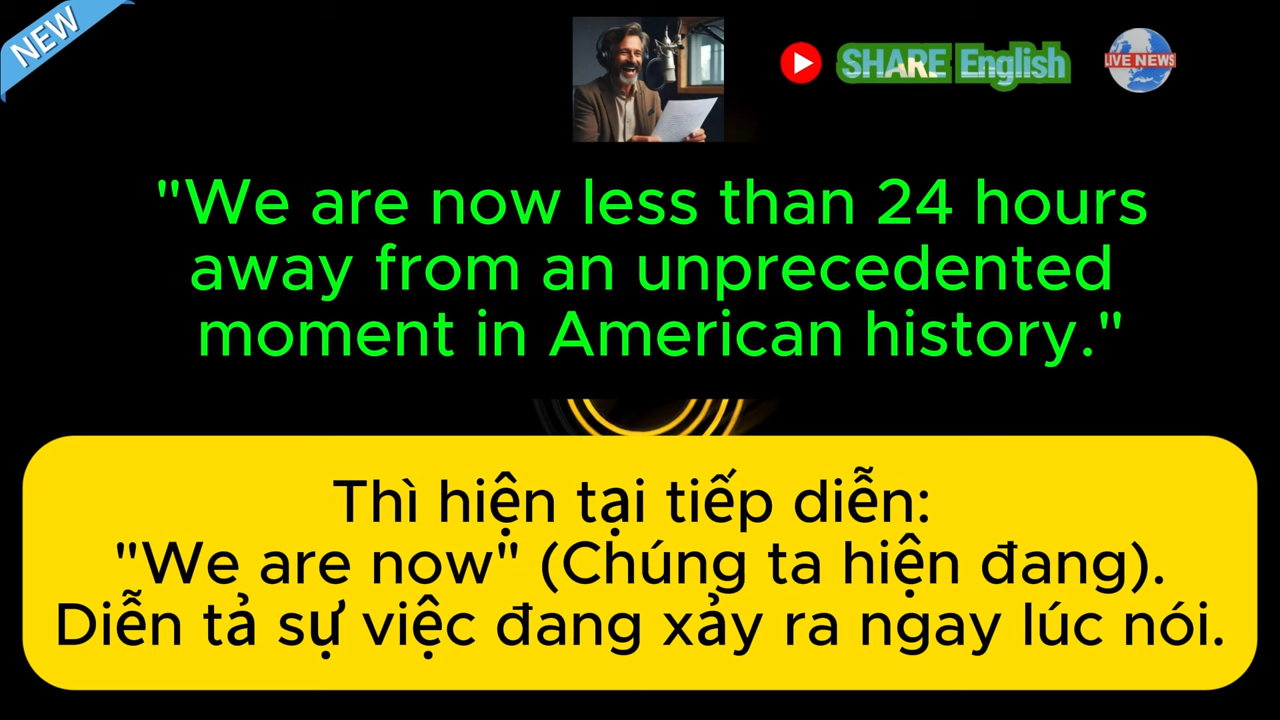 NEW
SHARE English
LIVE NEWS
"We are now less than 24 hours
away from an unprecedented
moment in American history."
Thì hiện tại tiếp diễn:
"We are now" (Chúng ta hiện đang).
Diễn tả sự việc đang xảy ra ngay lúc nói.